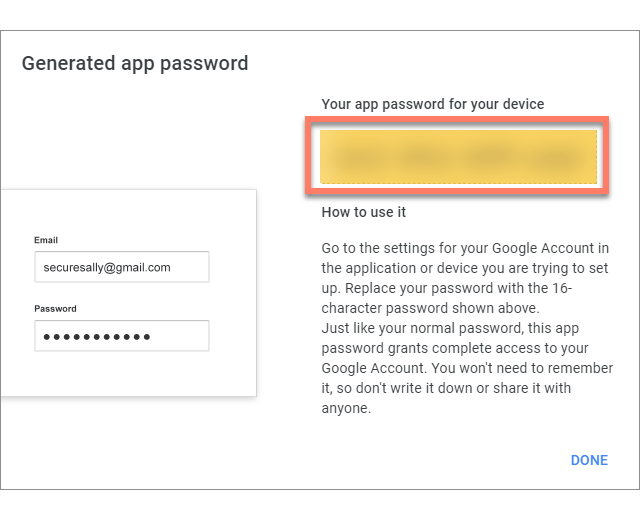 Generated app password
Your app password for your device
How to use it
Email
securesally@gmail.com
Password
Go to the settings for your Google Account in
the application or device you are trying to set
up. Replace your password with the 16-
character password shown above.
Just like your normal password, this app
password grants complete access to your
Google Account. You won't need to remember
it, so don't write it down or share it with
anyone.
DONE